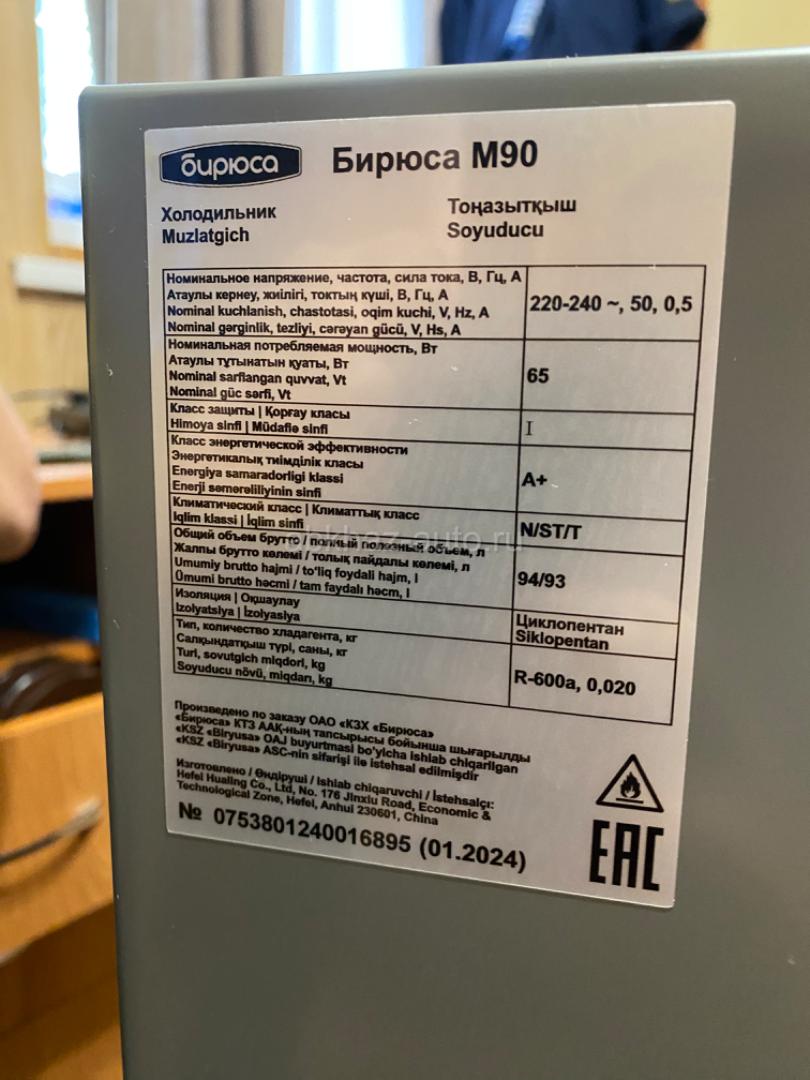 бирюса
Бирюса М90
Холодильник
Muzlatgich
Тоңазытқыш
Soyuducu
Номинальное напряжение, частота, сила тока, В, Гц, А
Атаулы кернеу, жиілігі, токтың күші, В, Гц, А
Nominal kuchlanish, chastotasi, oqim kuchi, V, Hz, A
Nominal gərginlik, tezliyi, cərəyan gücü, V, Hs, A
220-240 ~, 50, 0,5
Номинальная потребляемая мощность, Вт
Атаулы тұтынатын қуаты, Вт
Nominal sarflangan quvvat, Vt
Nominal güc sərfi, Vt
65
Класс защиты | Қорғау класы
Himoya sinfi | Müdafiə sinfi
I
Класс энергетической эффективности
Энергетикалық тиімділік класы
Energiya samaradorligi klassi
Enerji səmərəliliyinin sinfi
A+
Климатический класс | Климаттық класс
Iqlim klassi | İqlim sinfi
N/ST/T
Общий объем брутто / полный полезный объем, л
Жалпы брутто көлемі / толық пайдалы көлемі, л
Umumiy brutto hajmi / to'liq foydali hajm, l
Ümumi brutto həcmi / tam faydalı həcm, l
94/93
Изоляция | Оқшаулау
Izolyatsiya | İzolyasiya
Циклопентан
Siklopentan
Тип, количество хладагента, кг
Салқындатқыш түрі, саны, кг
Turi, sovutgich miqdori, kg
Soyuducu növü, miqdarı, kg
R-600a, 0,020
Произведено по заказу ОАО «КЗХ «Бирюса»
«Бирюса» КТЗ ААҚ-ның тапсырысы бойынша шығарылды
«KSZ «Biryusa» OAJ buyurtmasi bo'yicha ishlab chiqarilgan
«KSZ «Biryusa» ASC-nin sifarişi ilə istehsal edilmişdir
Изготовлено / Өндіруші / Ishlab chiqaruvchi / İstehsalçı:
Hefei Hualing Co., Ltd, No. 176 Jinxiu Road, Economic &
Technological Zone, Hefei, Anhui 230601, China
№ 0753801240016895 (01.2024)
EAC